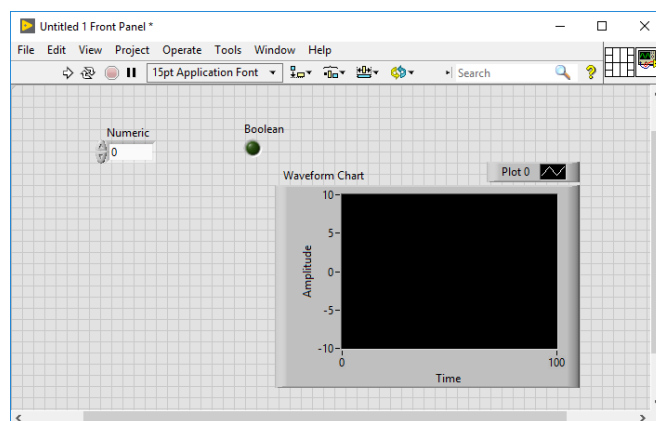 Untitled 1 Front Panel *
File Edit View Project Operate Tools Window Help
15pt Application Font Search ?
Numeric
0
Boolean
Waveform Chart Plot 0
10
5
0
-5
-10
Amplitude
0 100
Time